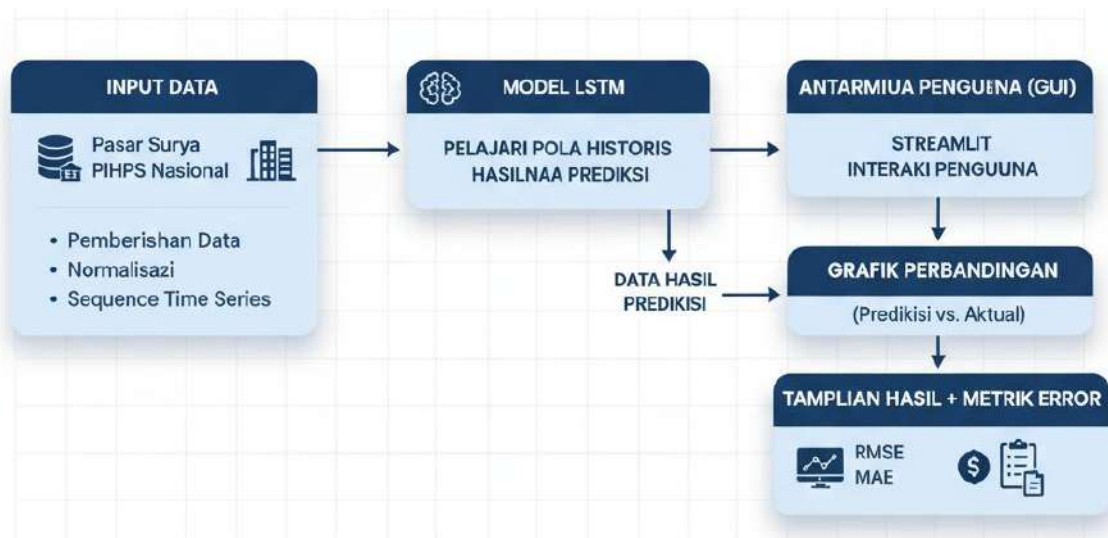 INPUT DATA
Pasar Surya
PIHPS Nasional
• Pemberishan Data
• Normalisazi
• Sequence Time Series
MODEL LSTM
PELAJARI POLA HISTORIS
HASILNAA PREDIKSI
DATA HASIL
PREDIKISI
ANTARMIUA PENGUENA (GUI)
STREAMLIT
INTERAKI PENGUUNA
GRAFIK PERBANDINGAN
(Predikisi vs. Aktual)
TAMPLIAN HASIL + METRIK ERROR
RMSE
MAE
$